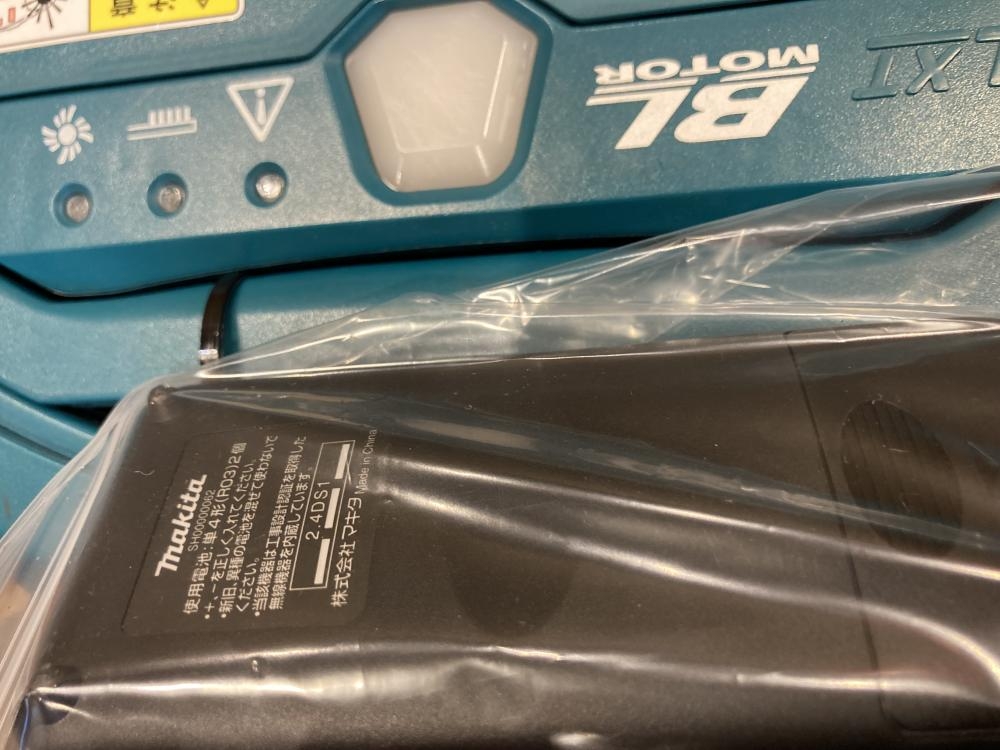 注意
BL
MOTOR
LXT
makita
SH00000002
使用電池：単4形(R03)2個
・＋、－を正しく入れてください。
・新旧、異種の電池を混ぜて使わないで
ください。
・当該機器は工事設計認証を取得した
無線機器を内蔵しています。
2.4DS1
株式会社 マキタ Made in China